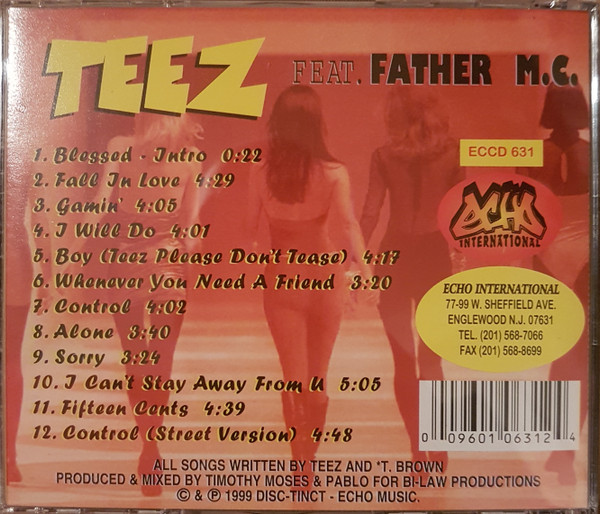 TEEZ FEAT. FATHER M.C.
1. Blessed - Intro 0:22
2. Fall In Love 4:29
3. Gamin' 4:05
4. I Will Do 4:01
5. Boy (Teez Please Don't Tease) 4:17
6. Whenever You Need A Friend 3:20
7. Control 4:02
8. Alone 3:40
9. Sorry 3:24
10. I Can't Stay Away From U 5:05
11. Fifteen Cents 4:39
12. Control (Street Version) 4:48
ECCD 631
ECHO
INTERNATIONAL
ECHO INTERNATIONAL
77-99 W. SHEFFIELD AVE.
ENGLEWOOD N.J. 07631
TEL. (201) 568-7066
FAX (201) 568-8699
0 09601 06312 4
ALL SONGS WRITTEN BY TEEZ AND *T. BROWN
PRODUCED & MIXED BY TIMOTHY MOSES & PABLO FOR BI-LAW PRODUCTIONS
© & ℗ 1999 DISC-TINCT - ECHO MUSIC.